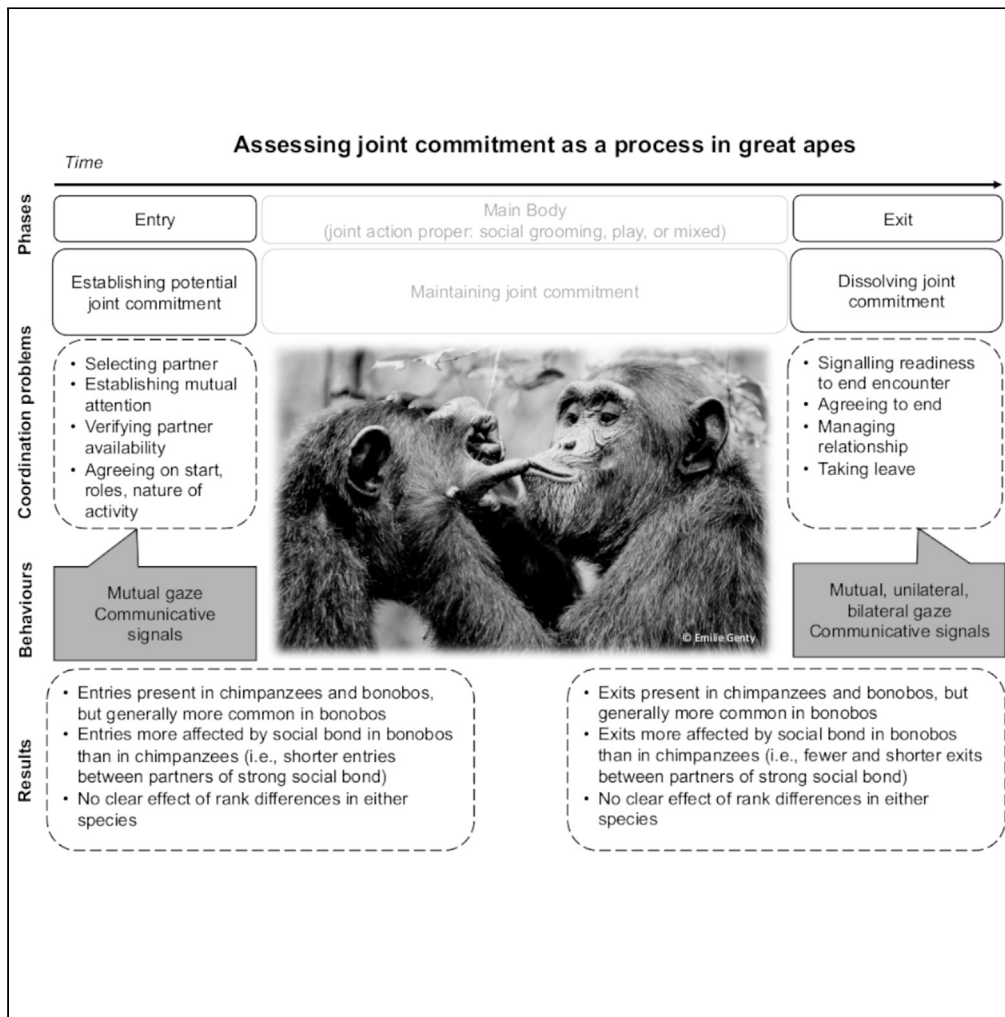 Assessing joint commitment as a process in great apes
Time
Phases
Entry
Main Body
(joint action proper: social grooming, play, or mixed)
Exit
Establishing potential
joint commitment
Maintaining joint commitment
Dissolving joint
commitment
Coordination problems
• Selecting partner
• Establishing mutual
attention
• Verifying partner
availability
• Agreeing on start,
roles, nature of
activity
• Signalling readiness
to end encounter
• Agreeing to end
• Managing
relationship
• Taking leave
Behaviours
Mutual gaze
Communicative
signals
© Emilie Genty
Mutual, unilateral,
bilateral gaze
Communicative signals
Results
• Entries present in chimpanzees and bonobos,
but generally more common in bonobos
• Entries more affected by social bond in bonobos
than in chimpanzees (i.e., shorter entries
between partners of strong social bond)
• No clear effect of rank differences in either
species
• Exits present in chimpanzees and bonobos, but
generally more common in bonobos
• Exits more affected by social bond in bonobos
than in chimpanzees (i.e., fewer and shorter exits
between partners of strong social bond)
• No clear effect of rank differences in either
species